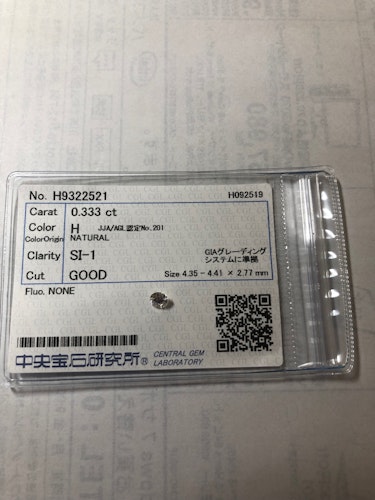 No. H9322521 H092519
Carat 0.333 ct
Color H JJA/AGL認定No.201
ColorOrigin NATURAL
Clarity SI-1 GIAグレーディング
システムに準拠
Cut GOOD Size 4.35 - 4.41 × 2.77 mm
Fluo. NONE
中央宝石研究所® CENTRAL GEM
LABORATORY